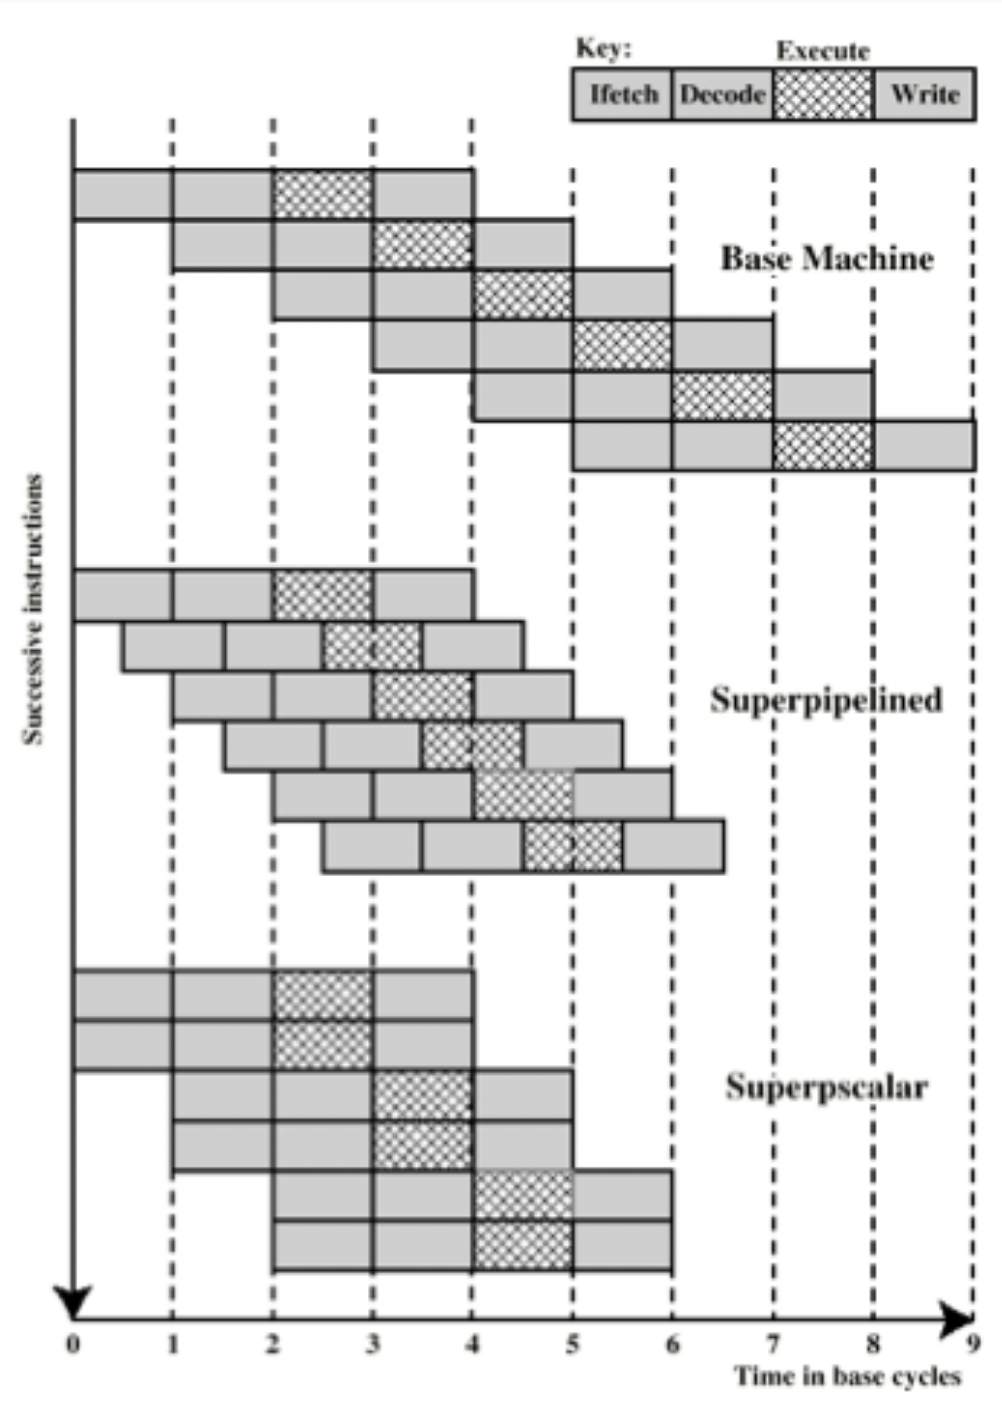 Key:
Execute
Ifetch
Decode
Write
Base Machine
Successive instructions
Superpipelined
Superpscalar
0 1 2 3 4 5 6 7 8 9
Time in base cycles